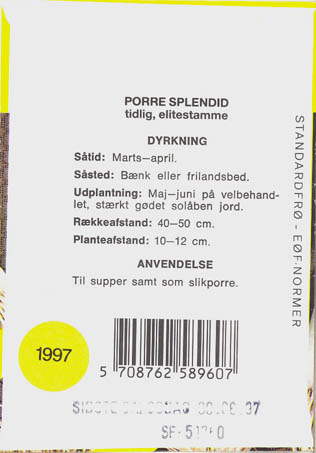 PORRE SPLENDID
tidlig, elitestamme
DYRKNING
Såtid: Marts—april.
Såsted: Bænk eller frilandsbed.
Udplantning: Maj—juni på velbehand-
let, stærkt gødet solåben jord.
Rækkeafstand: 40—50 cm.
Planteafstand: 10—12 cm.
ANVENDELSE
Til supper samt som slikporre.
STANDARDFRØ - EØF-NORMER
1997
5 708762 589607